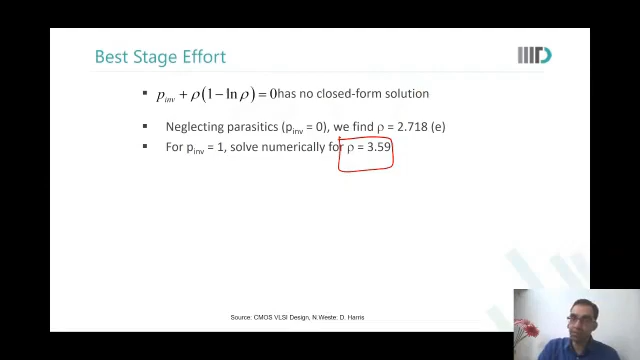 Best Stage Effort
p_inv + ρ(1 − ln ρ) = 0 has no closed-form solution
Neglecting parasitics (p_inv = 0), we find ρ = 2.718 (e)
For p_inv = 1, solve numerically for ρ = 3.59
Source: CMOS VLSI Design, N.Weste: D. Harris